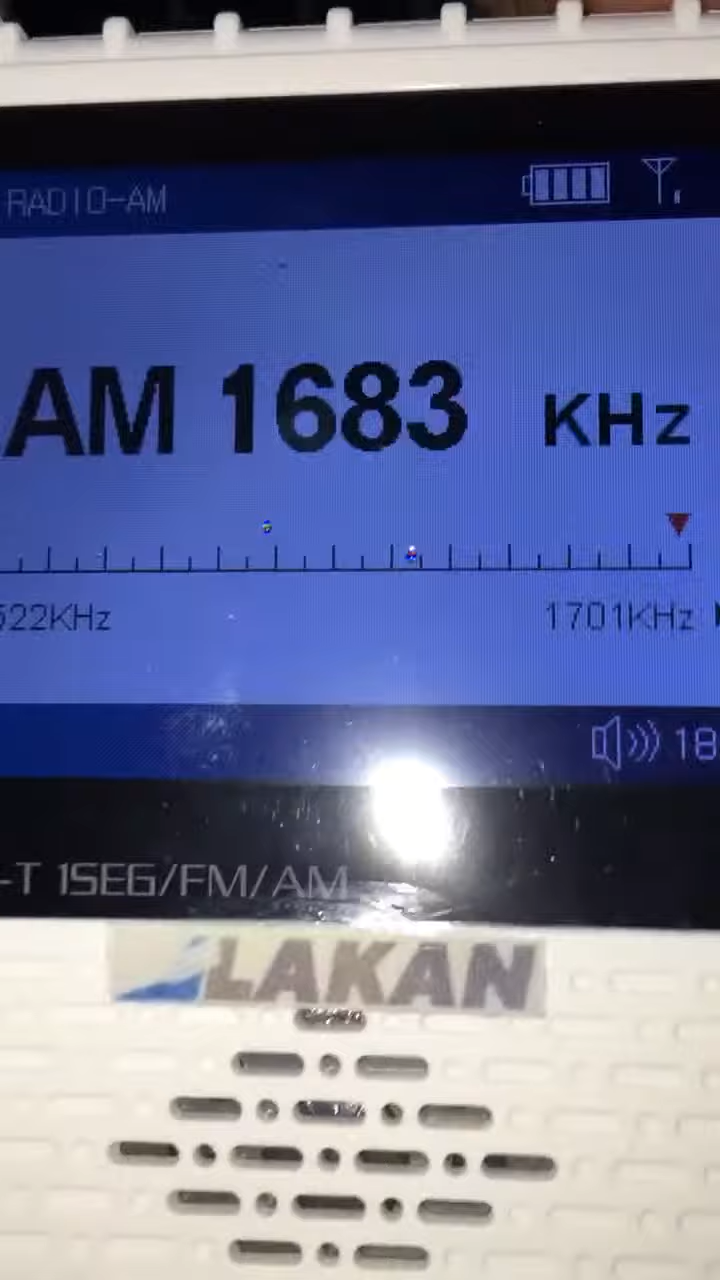 RADIO-AM
AM 1683 KHz
522KHz 1701KHz
18
-T 1SEG/FM/AM
LAKAN